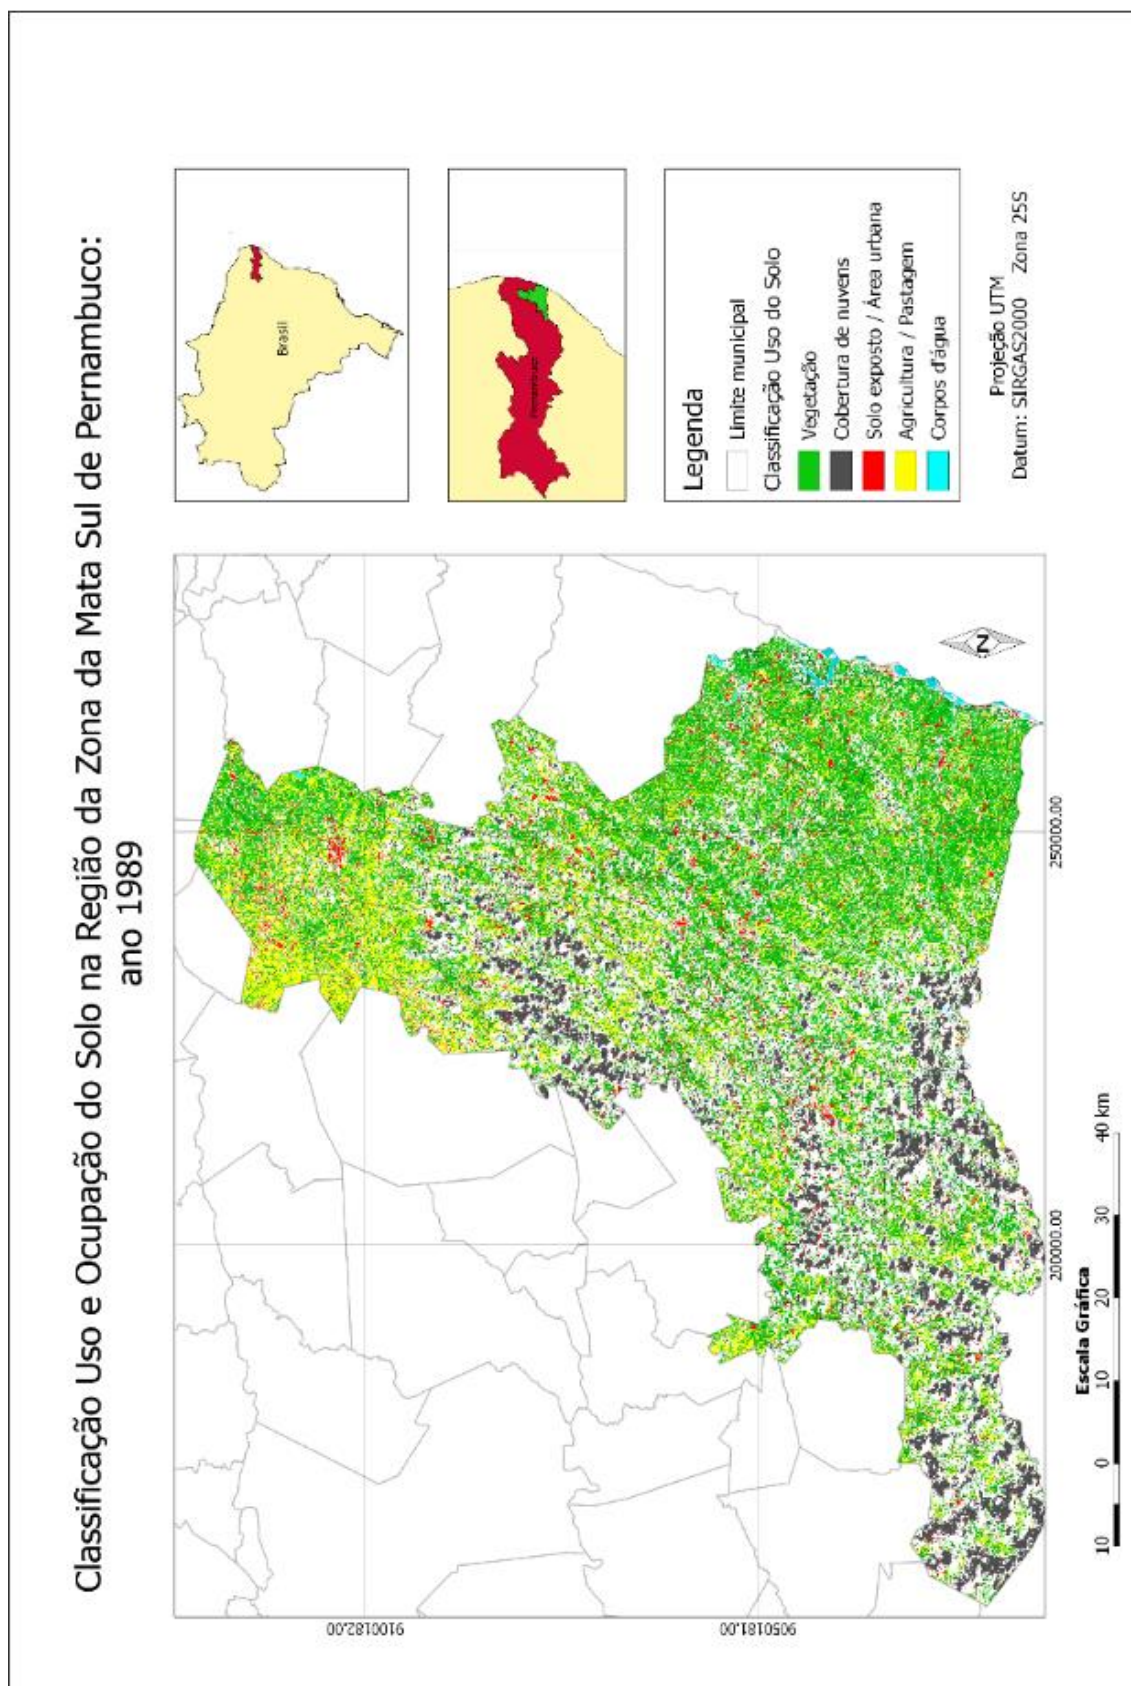 Classificação Uso e Ocupação do Solo na Região da Zona da Mata Sul de Pernambuco:
ano 1989
Brasil
Pernambuco
Legenda
Limite municipal
Classificação Uso do Solo
Vegetação
Cobertura de nuvens
Solo exposto / Área urbana
Agricultura / Pastagem
Corpos d'água
Projeção UTM
Datum: SIRGAS2000 Zona 25S
N
9100182.00
9050181.00
200000.00
250000.00
Escala Gráfica
10 0 10 20 30 40 km